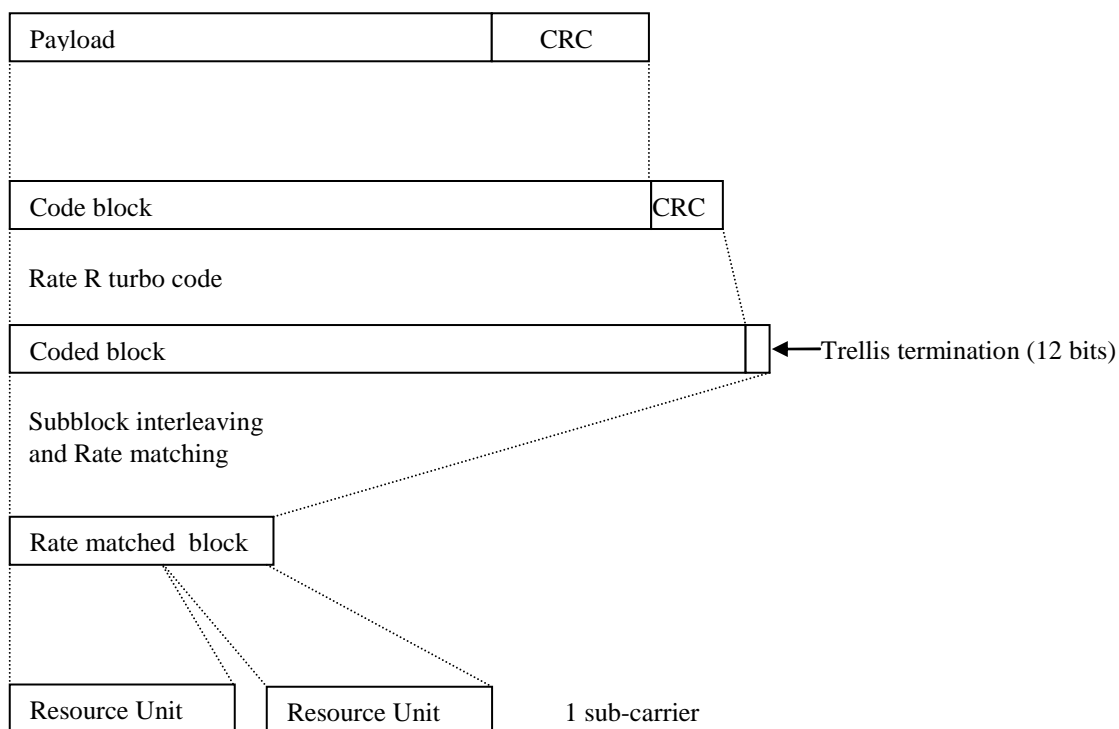 Payload CRC
Code block CRC
Rate R turbo code
Coded block
Trellis termination (12 bits)
Subblock interleaving
and Rate matching
Rate matched block
Resource Unit Resource Unit 1 sub-carrier